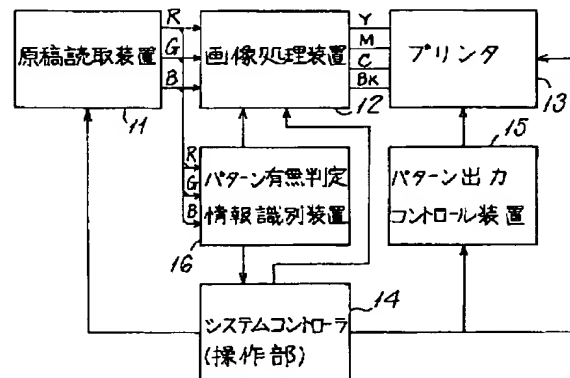 R
G
B
原稿読取装置
11
画像処理装置
12
Y
M
C
BK
プリンタ
13
R
G
B
パターン有無判定
情報識別装置
16
15
パターン出力
コントロール装置
14
システムコントローラ
(操作部)